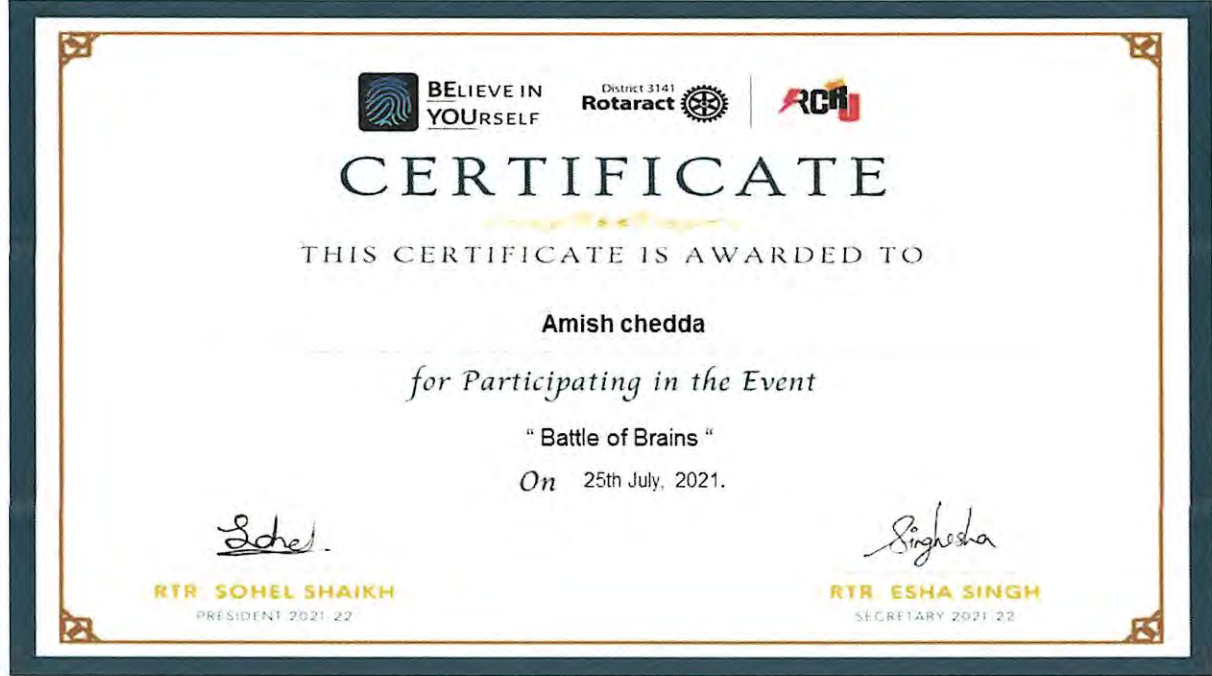 BELIEVE IN
YOURSELF
District 3141
Rotaract
RCRJ
CERTIFICATE
THIS CERTIFICATE IS AWARDED TO
Amish chedda
for Participating in the Event
“ Battle of Brains “
On 25th July, 2021.
Sohel.
Singhesha
RTR. SOHEL SHAIKH
RTR. ESHA SINGH
PRESIDENT 2021-22
SECRETARY 2021-22